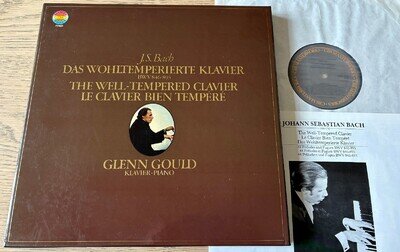 J.S. Bach
DAS WOHLTEMPERIERTE KLAVIER
BWV 846-893
THE WELL-TEMPERED CLAVIER
LE CLAVIER BIEN TEMPÉRÉ
GLENN GOULD
KLAVIER·PIANO
JOHANN SEBASTIAN BACH
The Well-Tempered Clavier
Le Clavier Bien Tempéré
Das Wohltemperierte Klavier